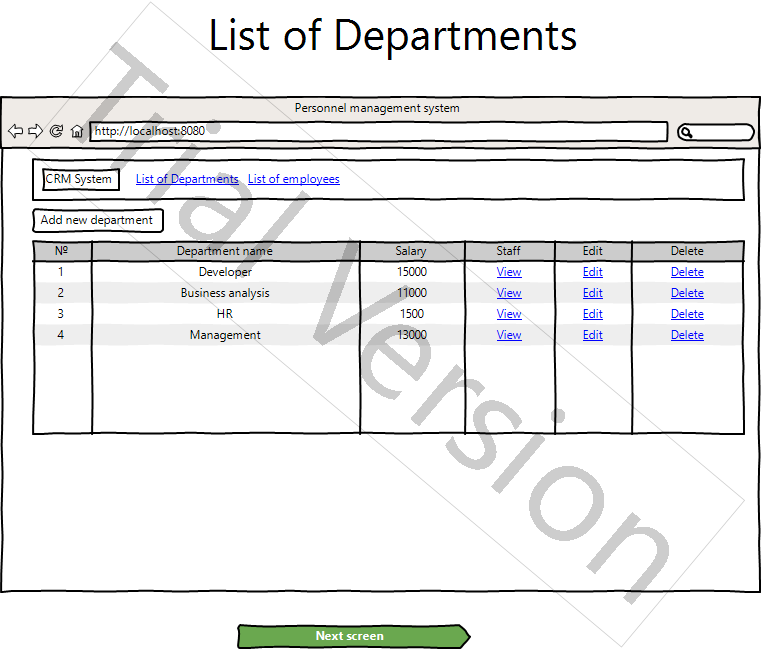 List of Departments
Personnel management system
http://localhost:8080
CRM System List of Departments List of employees
Add new department
Nº Department name Salary Staff Edit Delete
1 Developer 15000 View Edit Delete
2 Business analysis 11000 View Edit Delete
3 HR 1500 View Edit Delete
4 Management 13000 View Edit Delete
Trial Version
Next screen